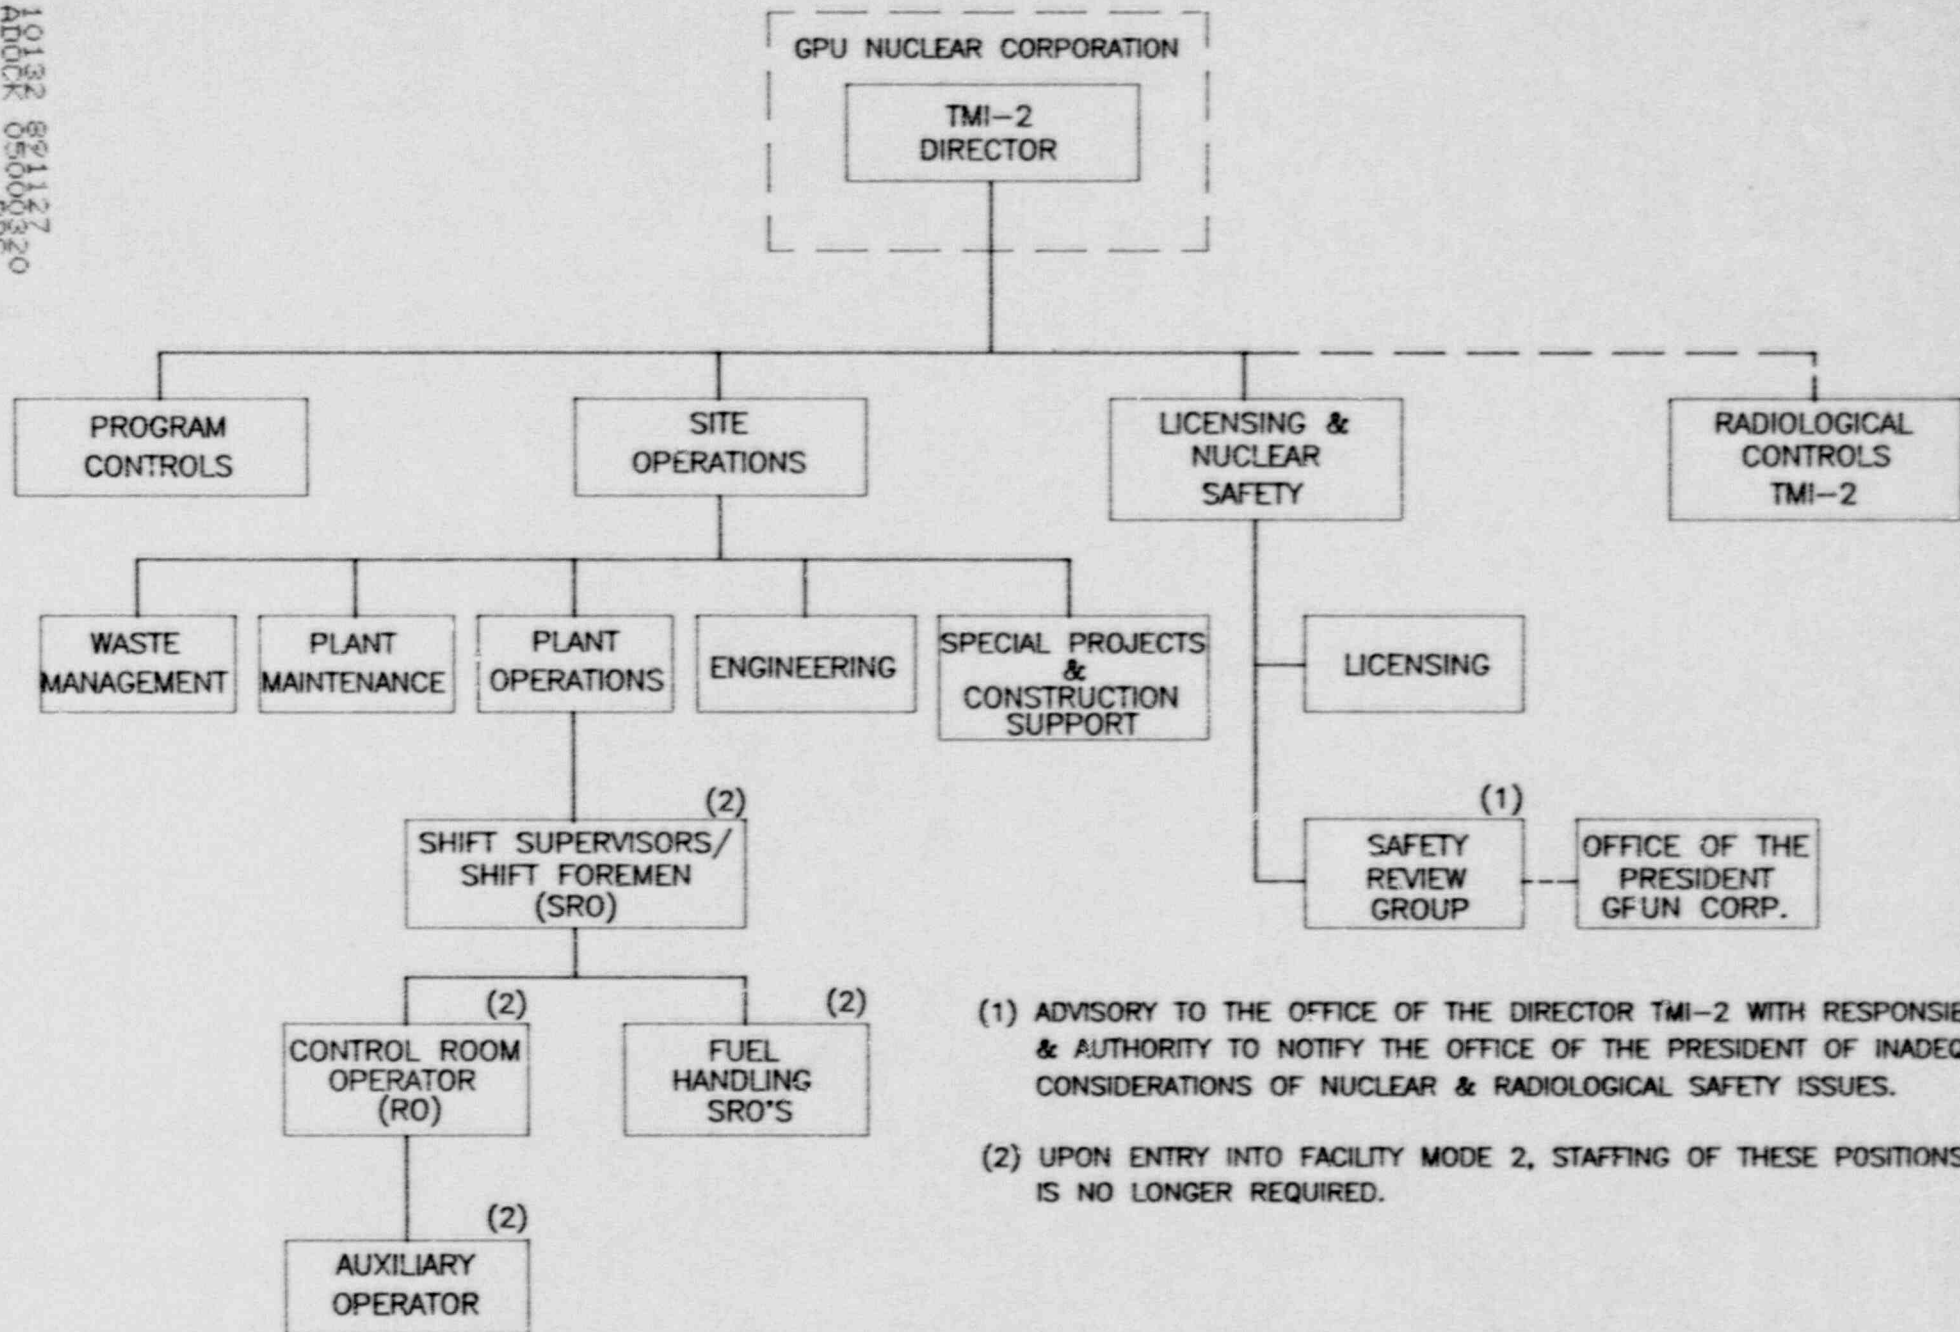 10132 891127
ADOCK 05000320
GPU NUCLEAR CORPORATION
TMI-2
DIRECTOR
PROGRAM
CONTROLS
SITE
OPERATIONS
LICENSING &
NUCLEAR
SAFETY
RADIOLOGICAL
CONTROLS
TMI-2
WASTE
MANAGEMENT
PLANT
MAINTENANCE
PLANT
OPERATIONS
ENGINEERING
SPECIAL PROJECTS
&
CONSTRUCTION
SUPPORT
LICENSING
(2)
SHIFT SUPERVISORS/
SHIFT FOREMEN
(SRO)
(1)
SAFETY
REVIEW
GROUP
OFFICE OF THE
PRESIDENT
GFUN CORP.
(2)
CONTROL ROOM
OPERATOR
(RO)
(2)
FUEL
HANDLING
SRO'S
(2)
AUXILIARY
OPERATOR
(1) ADVISORY TO THE OFFICE OF THE DIRECTOR TMI-2 WITH RESPONSIB
& AUTHORITY TO NOTIFY THE OFFICE OF THE PRESIDENT OF INADEQ
CONSIDERATIONS OF NUCLEAR & RADIOLOGICAL SAFETY ISSUES.
(2) UPON ENTRY INTO FACILITY MODE 2, STAFFING OF THESE POSITIONS
IS NO LONGER REQUIRED.